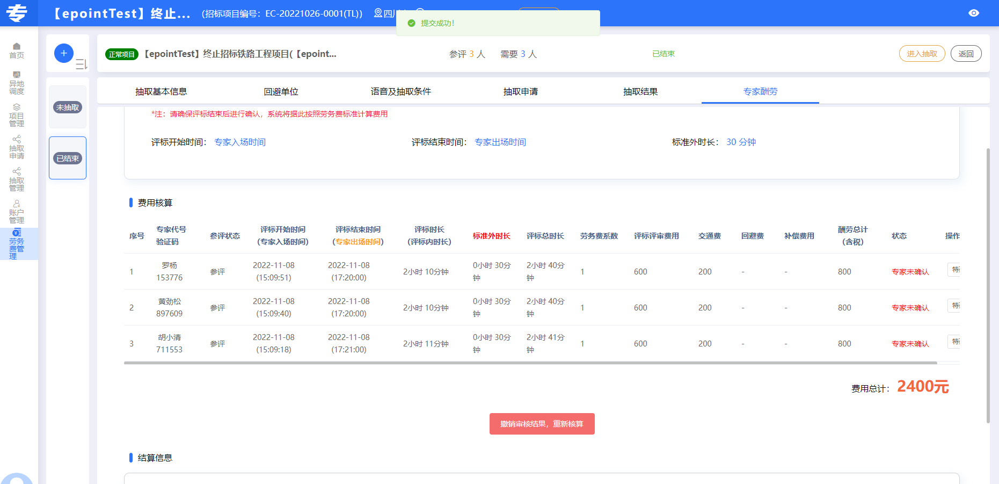 【epointTest】终止... (招标项目编号：EC-20221026-0001(TL))
提交成功！
首页
异地
调度
项目
管理
抽取
申请
抽取
管理
账户
管理
劳务
费管
理
未抽取
已结束
正常项目 【epointTest】终止招标铁路工程项目(【epoint... 参评 3 人 需要 3 人 已结束 进入抽取 返回
抽取基本信息 回避单位 语音及抽取条件 抽取申请 抽取结果 专家酬劳
*注：请确保评标结束后进行确认，系统将据此按照劳务费标准计算费用
评标开始时间： 专家入场时间 评标结束时间： 专家出场时间 标准外时长： 30 分钟
费用核算
序号 专家代号 验证码 参评状态 评标开始时间 (专家入场时间) 评标结束时间 (专家出场时间) 评标时长 (评标内时长) 标准外时长 评标总时长 劳务费系数 评标评审费用 交通费 回避费 补偿费用 酬劳总计 (含税) 状态 操作
1 罗杨 153776 参评 2022-11-08 (15:09:51) 2022-11-08 (17:20:00) 2小时 10分钟 0小时 30分钟 2小时 40分钟 1 600 200 - - 800 专家未确认
2 黄劲松 897609 参评 2022-11-08 (15:09:40) 2022-11-08 (17:20:00) 2小时 10分钟 0小时 30分钟 2小时 40分钟 1 600 200 - - 800 专家未确认
3 胡小清 711553 参评 2022-11-08 (15:09:18) 2022-11-08 (17:21:00) 2小时 11分钟 0小时 30分钟 2小时 41分钟 1 600 200 - - 800 专家未确认
费用总计： 2400元
撤销审核结果，重新核算
结算信息